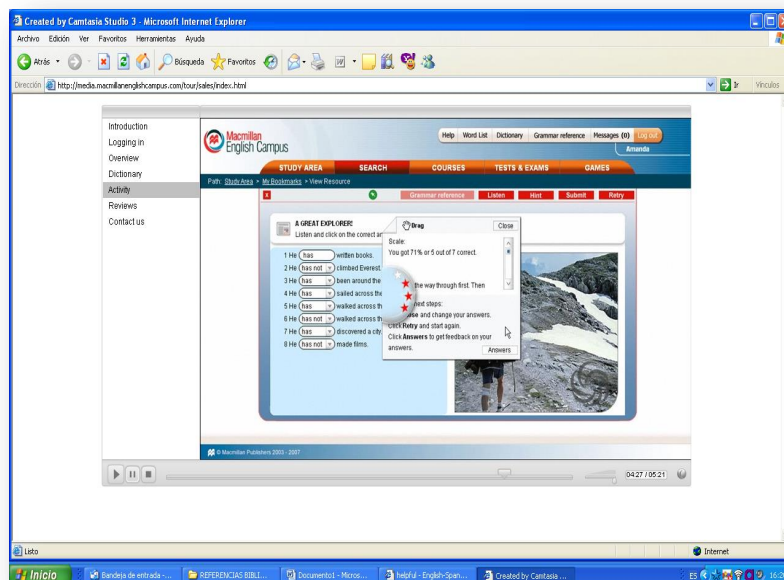 Created by Camtasia Studio 3 - Microsoft Internet Explorer
Archivo Edición Ver Favoritos Herramientas Ayuda
Atrás Búsqueda Favoritos
Dirección http://media.macmillanenglishcampus.com/tour/sales/index.html Ir Vínculos
Introduction
Logging in
Overview
Dictionary
Activity
Reviews
Contact us
Macmillan
English Campus
Help Word List Dictionary Grammar reference Messages (0) Log out
Amanda
STUDY AREA SEARCH COURSES TESTS & EXAMS GAMES
Path: Study Area > My Bookmarks > View Resource
x Grammar reference Listen Hint Submit Retry
A GREAT EXPLORER!
Listen and click on the correct an
1 He has written books.
2 He has not climbed Everest.
3 He has been around the
4 He has sailed across the
5 He has walked across th
6 He has not walked across th
7 He has discovered a city.
8 He has not made films.
Drag Close
Scale:
You got 71% or 5 out of 7 correct.
the way through first. Then
next steps:
and change your answers.
Click Retry and start again.
Click Answers to get feedback on your
answers.
Answers
© Macmillan Publishers 2003 - 2007
04:27 / 05:21
Listo Internet
Inicio Bandeja de entrada -... REFERENCIAS BIBLI... Documento1 - Micros... helpful - English-Span... Created by Camtasia ... ES